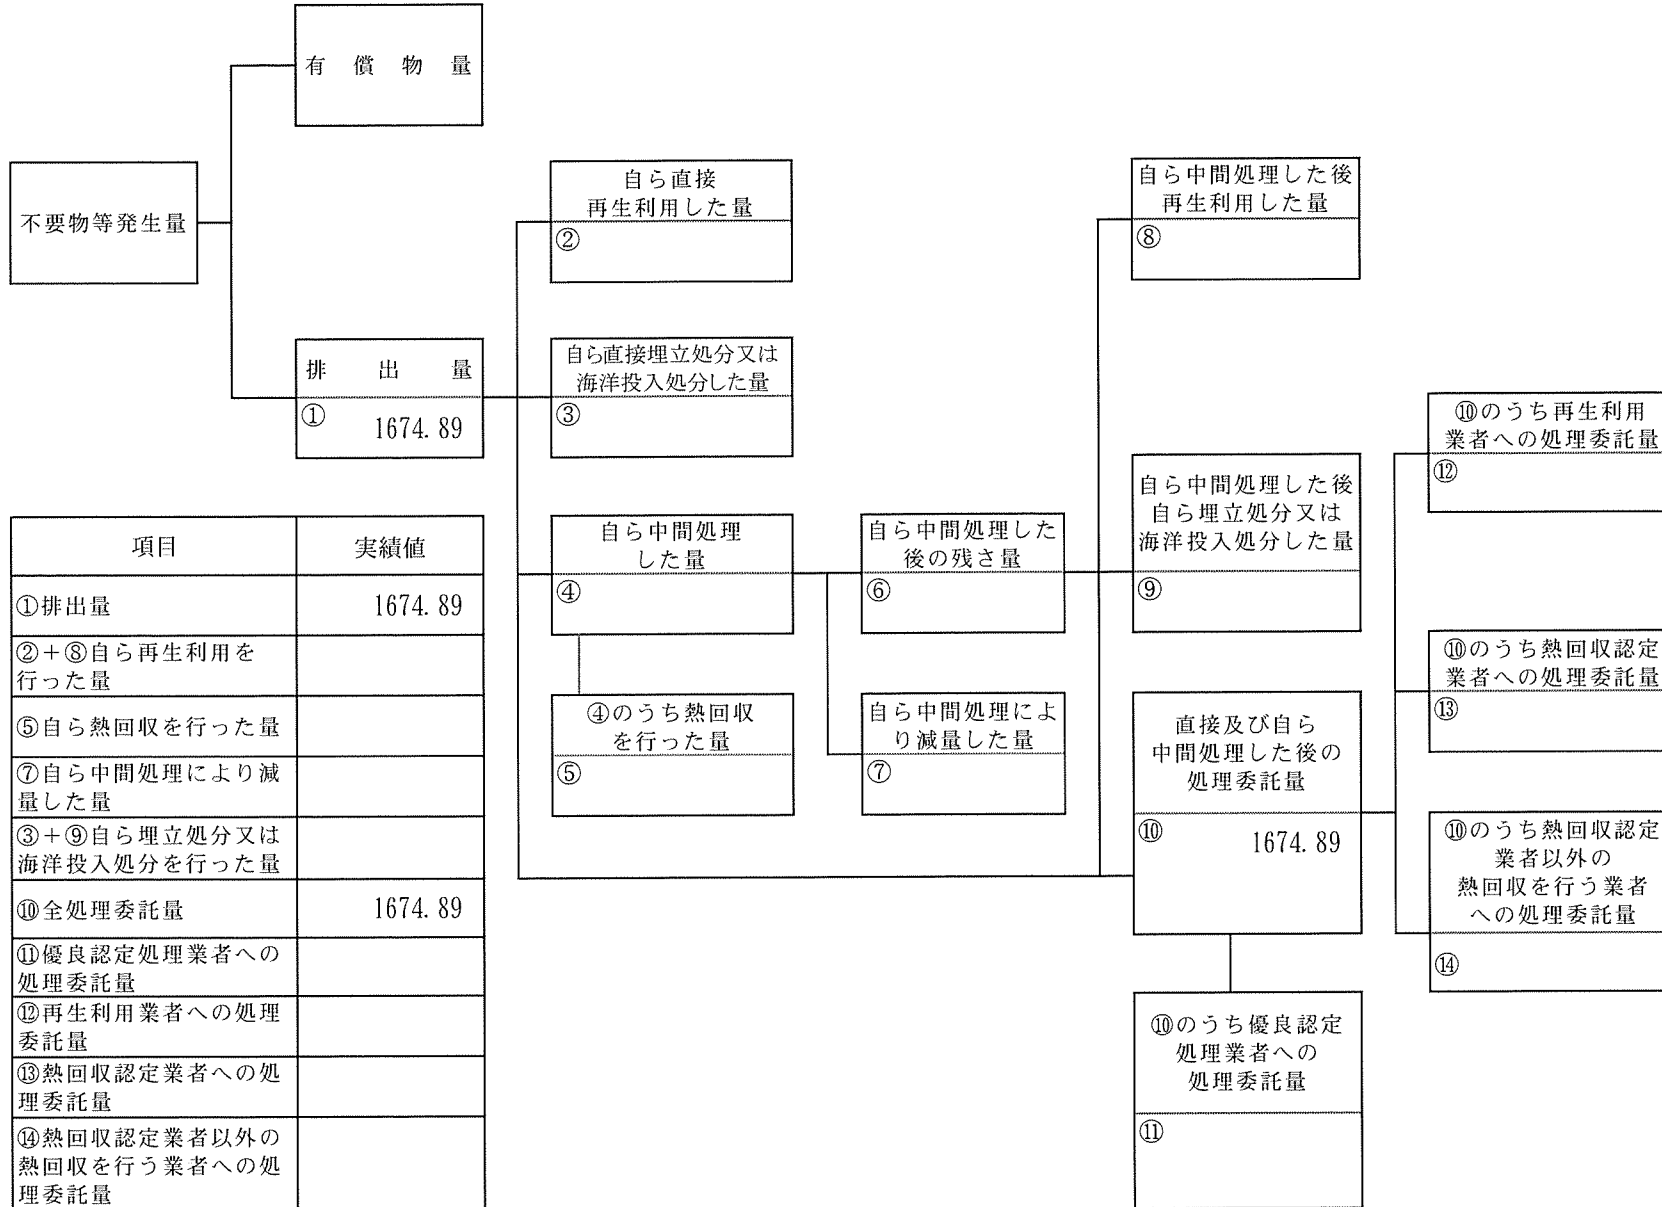 有償物量
不要物等発生量
排出量
① 1674.89
自ら直接
再生利用した量
②
自ら直接埋立処分又は
海洋投入処分した量
③
自ら中間処理
した量
④
④のうち熱回収
を行った量
⑤
自ら中間処理した
後の残さ量
⑥
自ら中間処理によ
り減量した量
⑦
自ら中間処理した後
再生利用した量
⑧
自ら中間処理した後
自ら埋立処分又は
海洋投入処分した量
⑨
直接及び自ら
中間処理した後の
処理委託量
⑩ 1674.89
⑩のうち優良認定
処理業者への
処理委託量
⑪
⑩のうち再生利用
業者への処理委託量
⑫
⑩のうち熱回収認定
業者への処理委託量
⑬
⑩のうち熱回収認定
業者以外の
熱回収を行う業者
への処理委託量
⑭
項目 実績値
①排出量 1674.89
②+⑧自ら再生利用を
行った量
⑤自ら熱回収を行った量
⑦自ら中間処理により減
量した量
③+⑨自ら埋立処分又は
海洋投入処分を行った量
⑩全処理委託量 1674.89
⑪優良認定処理業者への
処理委託量
⑫再生利用業者への処理
委託量
⑬熱回収認定業者への処
理委託量
⑭熱回収認定業者以外の
熱回収を行う業者への処
理委託量